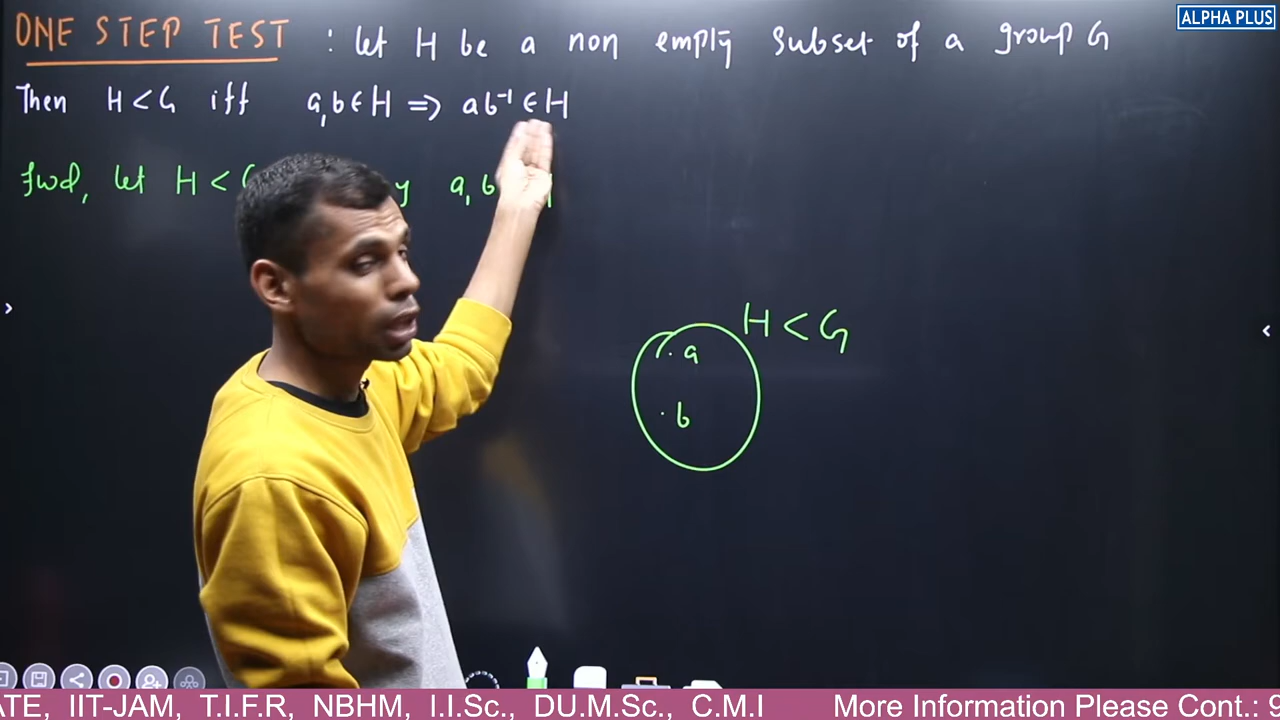 ALPHA PLUS
ONE STEP TEST : let H be a non empty subset of a group G
Then H < G iff a,b ∈ H ⇒ ab⁻¹ ∈ H
fwd, let H < G a, b
H < G
a
b
ATE, IIT-JAM, T.I.F.R, NBHM, I.I.Sc., DU.M.Sc., C.M.I More Information Please Cont.: 9